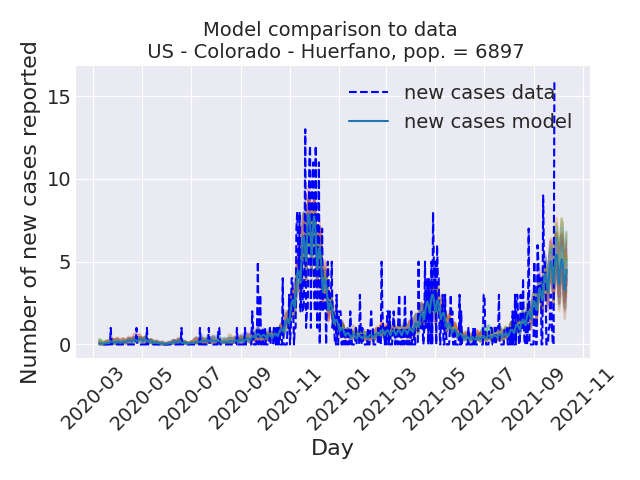 Model comparison to data
US - Colorado - Huerfano, pop. = 6897
Number of new cases reported
15
10
5
0
new cases data
new cases model
2020-03
2020-05
2020-07
2020-09
2020-11
2021-01
2021-03
2021-05
2021-07
2021-09
2021-11
Day